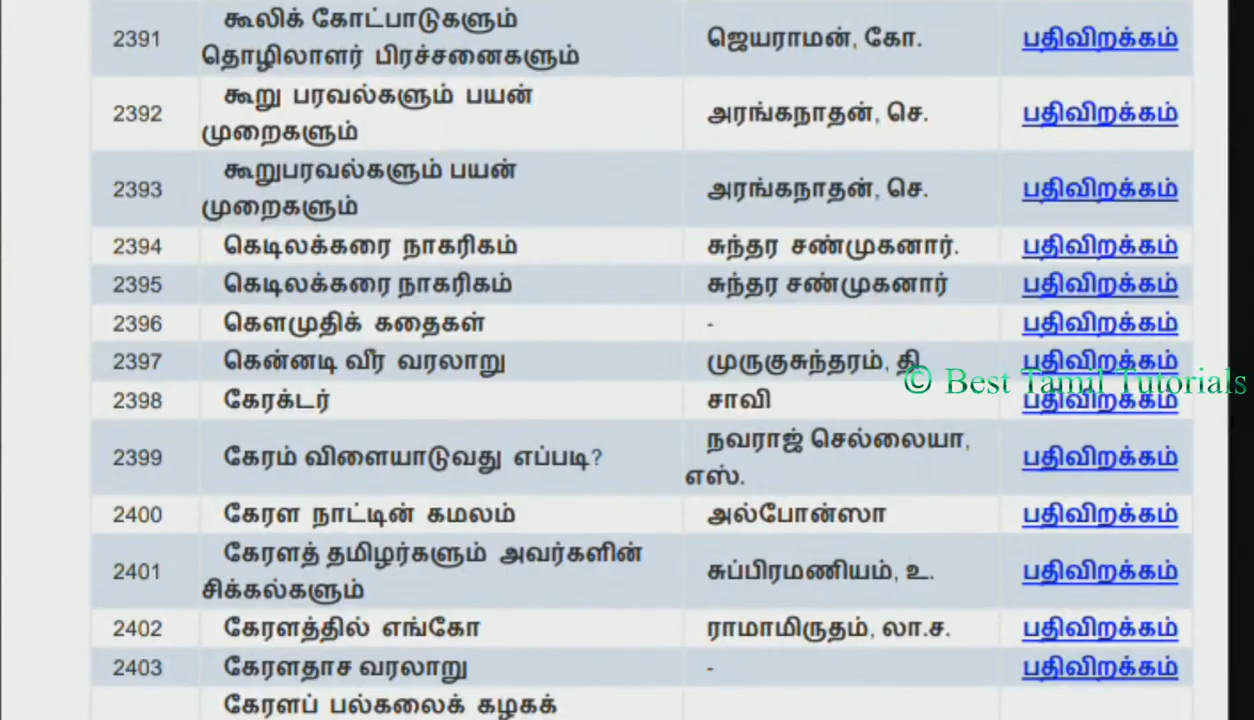 கூலிக் கோட்பாடுகளும்
2391 ஜெயராமன், கோ. பதிவிறக்கம்
தொழிலாளர் பிரச்சனைகளும்
கூறு பரவல்களும் பயன்
2392 அரங்கநாதன், செ. பதிவிறக்கம்
முறைகளும்
கூறுபரவல்களும் பயன்
2393 அரங்கநாதன், செ. பதிவிறக்கம்
முறைகளும்
2394 கெடிலக்கரை நாகரிகம் சுந்தர சண்முகனார். பதிவிறக்கம்
2395 கெடிலக்கரை நாகரிகம் சுந்தர சண்முகனார் பதிவிறக்கம்
2396 கௌமுதிக் கதைகள் - பதிவிறக்கம்
2397 கென்னடி வீர வரலாறு முருகுசுந்தரம், தி. பதிவிறக்கம்
© Best Tamil Tutorials
2398 கேரக்டர் சாவி பதிவிறக்கம்
நவராஜ் செல்லையா,
2399 கேரம் விளையாடுவது எப்படி? பதிவிறக்கம்
எஸ்.
2400 கேரள நாட்டின் கமலம் அல்போன்ஸா பதிவிறக்கம்
கேரளத் தமிழர்களும் அவர்களின்
2401 சுப்பிரமணியம், உ. பதிவிறக்கம்
சிக்கல்களும்
2402 கேரளத்தில் எங்கோ ராமாமிருதம், லா.ச. பதிவிறக்கம்
2403 கேரளதாச வரலாறு - பதிவிறக்கம்
கேரளப் பல்கலைக் கழகக்